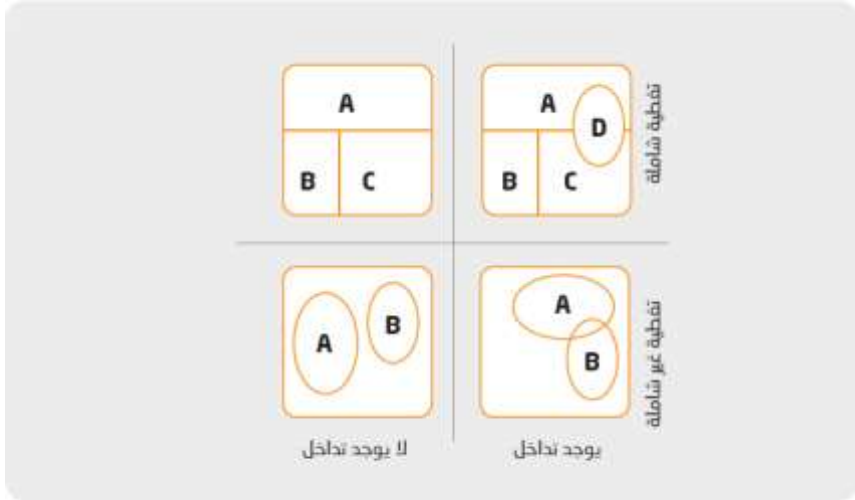 A
A
D
تغطية شاملة
B
C
B
C
A
B
A
B
تغطية غير شاملة
يوجد تداخل
لا يوجد تداخل